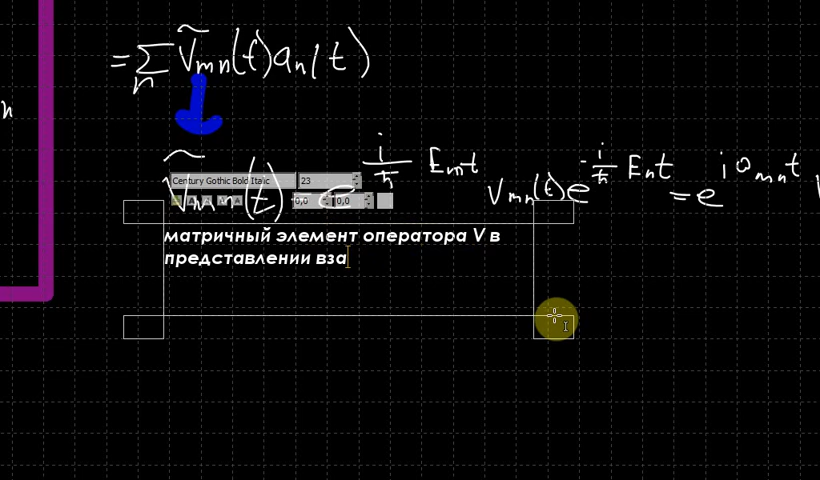 = Σ Ṽmn(t)an(t)
n
n
Ṽmn(t) = e^{i/ħ Emt} Vmn(t)e^{-i/ħ Ent} = e^{iωmnt} V
Century Gothic Bold Italic 23
0,0 0,0
матричный элемент оператора V в
представлении вза